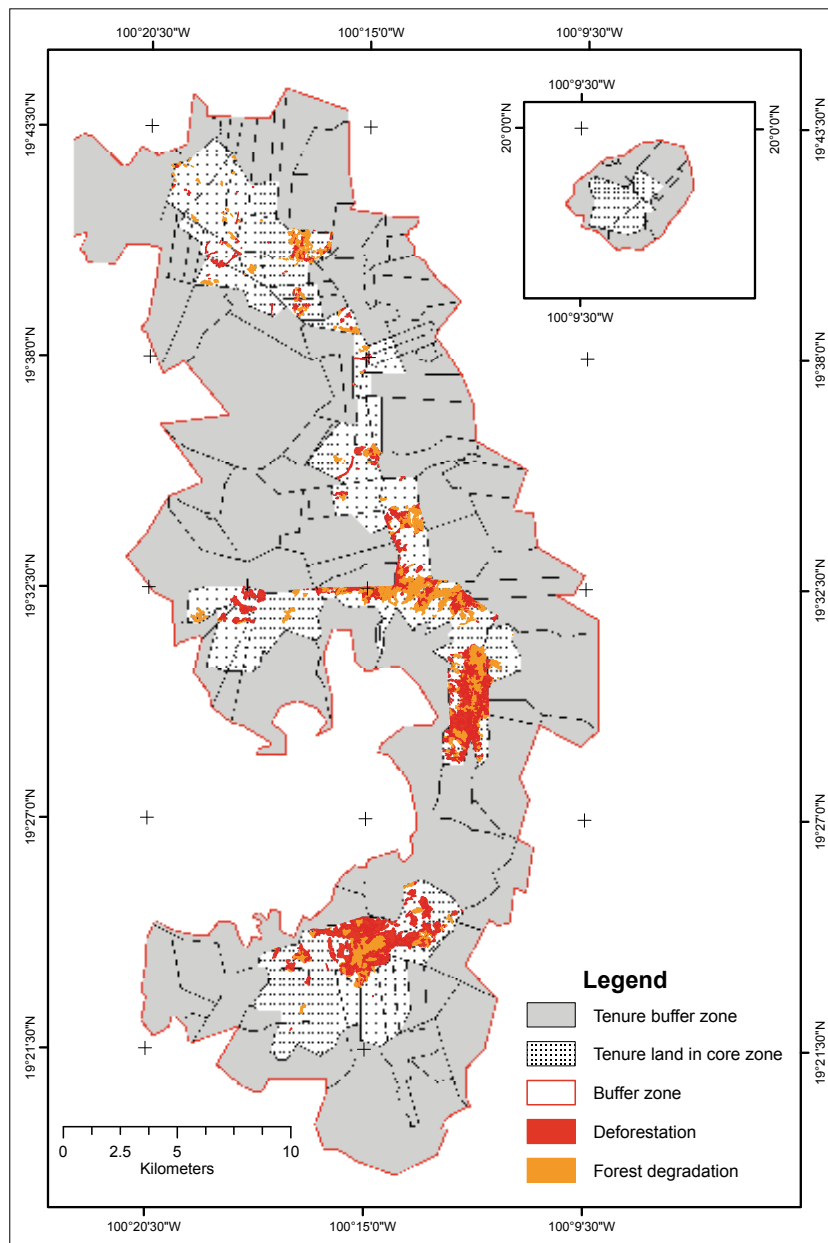 100°20'30"W 100°15'0"W 100°9'30"W
19°43'30"N
19°38'0"N
19°32'30"N
19°27'0"N
19°21'30"N
100°9'30"W
20°0'0"N
20°0'0"N
100°9'30"W
19°43'30"N
19°38'0"N
19°32'30"N
19°27'0"N
19°21'30"N
Legend
Tenure buffer zone
Tenure land in core zone
Buffer zone
Deforestation
Forest degradation
0 2.5 5 10
Kilometers
100°20'30"W 100°15'0"W 100°9'30"W